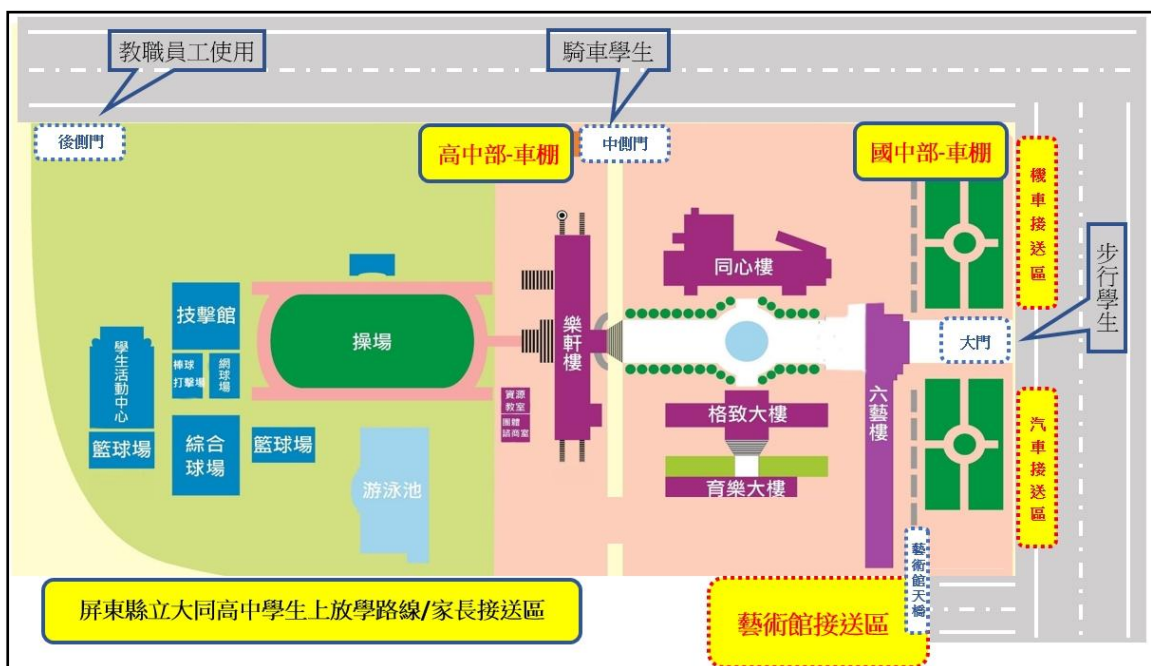 教職員工使用
騎車學生
後側門
高中部-車棚
中側門
國中部-車棚
機車接送區
步行學生
同心樓
技擊館
操場
樂軒樓
大門
學生活動中心
棒球
打擊場
網球場
資源
教室
團體
諮商室
六藝樓
格致大樓
汽車接送區
籃球場
綜合
球場
籃球場
游泳池
育樂大樓
藝術館天橋
屏東縣立大同高中學生上放學路線/家長接送區
藝術館接送區